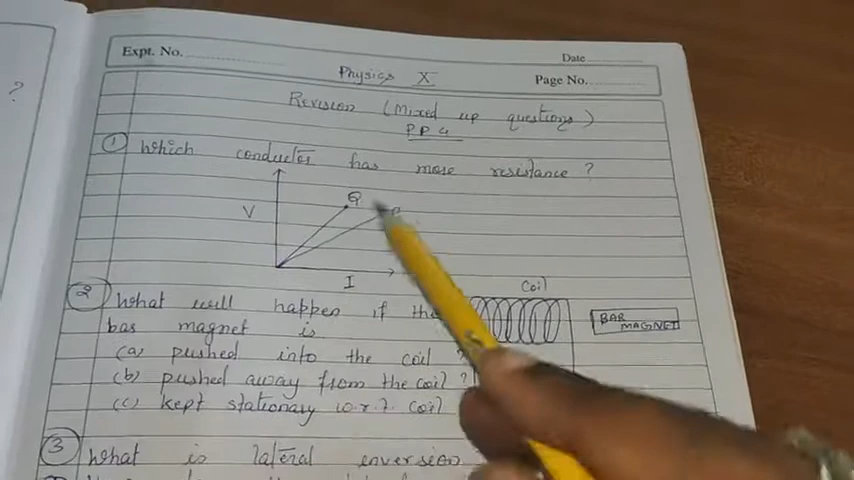 ?
Expt. No.
Date
Physics X
Page No.
Revision (Mixed up questions)
PPG
① Which conductor has more resistance ?
Q
P
V
I
Coil
② What will happen if the
BAR MAGNET
bar magnet is
(a) pushed into the coil ?
(b) pushed away from the coil ?
(c) kept stationary w.r.t. coil
③ What is lateral inversion